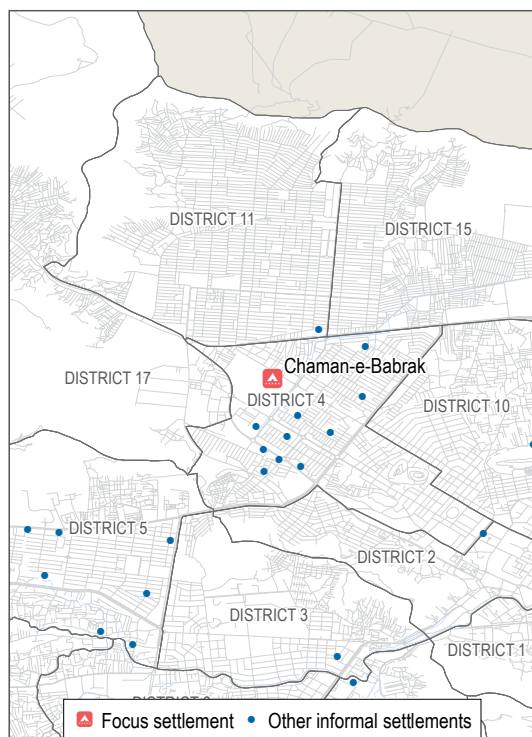 DISTRICT 11
DISTRICT 15
Chaman-e-Babrak
DISTRICT 17
DISTRICT 4
DISTRICT 10
DISTRICT 5
DISTRICT 2
DISTRICT 3
DISTRICT 1
DISTRICT
Focus settlement
Other informal settlements